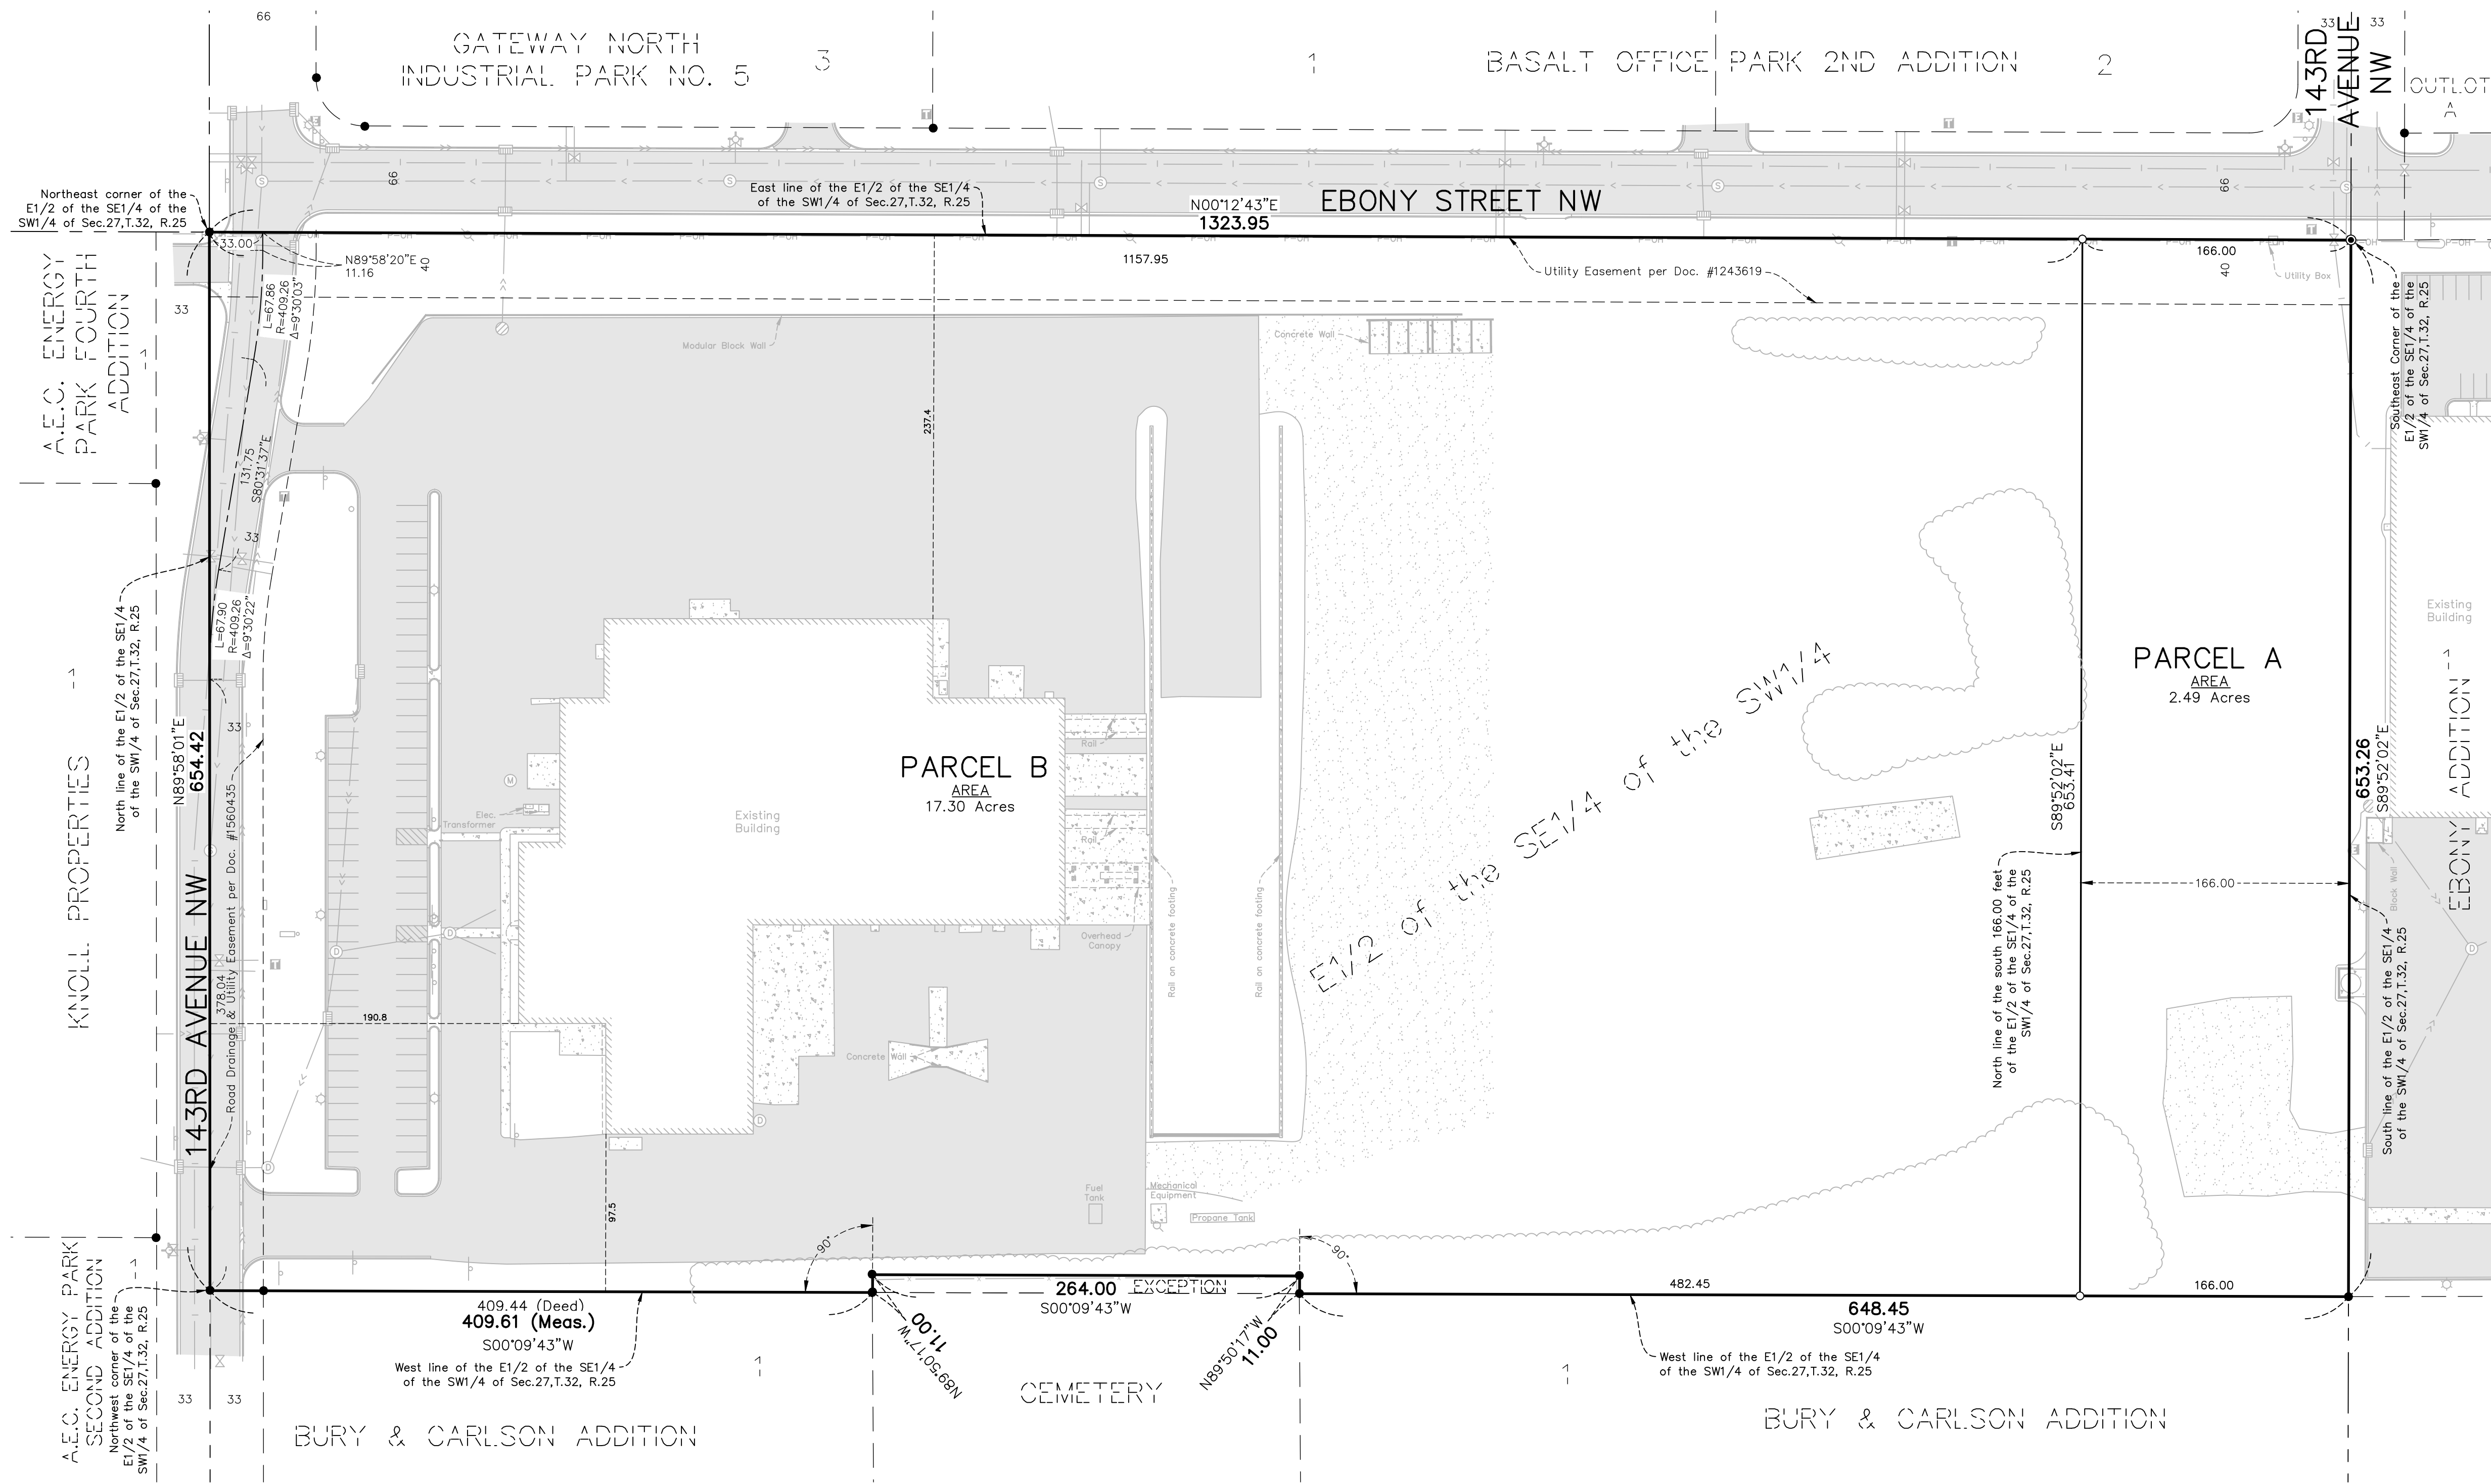 66
GATEWAY NORTH
INDUSTRIAL PARK NO. 5
3
1
BASALT OFFICE PARK 2ND ADDITION
2
33
33
143RD
AVENUE
NW
OUTLOT
A
Northeast corner of the
E1/2 of the SE1/4 of the
SW1/4 of Sec.27,T.32, R.25
66
East line of the E1/2 of the SE1/4
of the SW1/4 of Sec.27,T.32, R.25
N00°12'43"E
1323.95
EBONY STREET NW
66
33.00
N89°58'20"E
11.16
40
1157.95
Utility Easement per Doc. #1243619
166.00
40
Utility Box
Southeast Corner of the
E1/2 of the SE1/4 of the
SW1/4 of Sec.27,T.32, R.25
A.E.C. ENERGY
PARK FOURTH
ADDITION
1
33
L=67.86
R=409.26
Δ=9°30'03"
Modular Block Wall
Concrete Wall
237.4
131.75
S80°31'37"E
33
North line of the E1/2 of the SE1/4
of the SW1/4 of Sec.27,T.32, R.25
L=67.90
R=409.26
Δ=9°30'22"
33
N89°58'01"E
654.42
KNOLL PROPERTIES
1
143RD AVENUE NW
378.04
Road Drainage & Utility Easement per Doc. #1560435
190.8
Elec.
Transformer
M
Existing
Building
PARCEL B
AREA
17.30 Acres
Rail
Rail
Overhead
Canopy
Rail on concrete footing
Rail on concrete footing
Concrete Wall
E1/2 of the SE1/4 of the SW1/4
PARCEL A
AREA
2.49 Acres
S89°52'02"E
653.41
North line of the south 166.00 feet
of the E1/2 of the SE1/4 of the
SW1/4 of Sec.27,T.32, R.25
166.00
653.26
S89°52'02"E
Existing
Building
1
EBONY ADDITION
Block Wall
South line of the E1/2 of the SE1/4
of the SW1/4 of Sec.27,T.32, R.25
Fuel
Tank
Mechanical
Equipment
Propane Tank
97.5
90°
90°
264.00
EXCEPTION
S00°09'43"W
409.44 (Deed)
409.61 (Meas.)
S00°09'43"W
West line of the E1/2 of the SE1/4
of the SW1/4 of Sec.27,T.32, R.25
11.00
N89°50'17"W
N89°50'17"W
11.00
482.45
648.45
S00°09'43"W
166.00
West line of the E1/2 of the SE1/4
of the SW1/4 of Sec.27,T.32, R.25
A.E.C. ENERGY PARK
SECOND ADDITION
1
Northwest corner of the
E1/2 of the SE1/4 of the
SW1/4 of Sec.27,T.32, R.25
33
33
1
CEMETERY
1
BURY & CARLSON ADDITION
BURY & CARLSON ADDITION